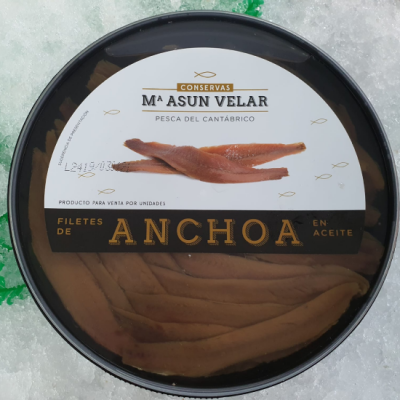 CONSERVAS
Mª ASUN VELAR
PESCA DEL CANTÁBRICO
PRODUCTO PARA VENTA POR UNIDADES
FILETES DE
ANCHOA
EN ACEITE